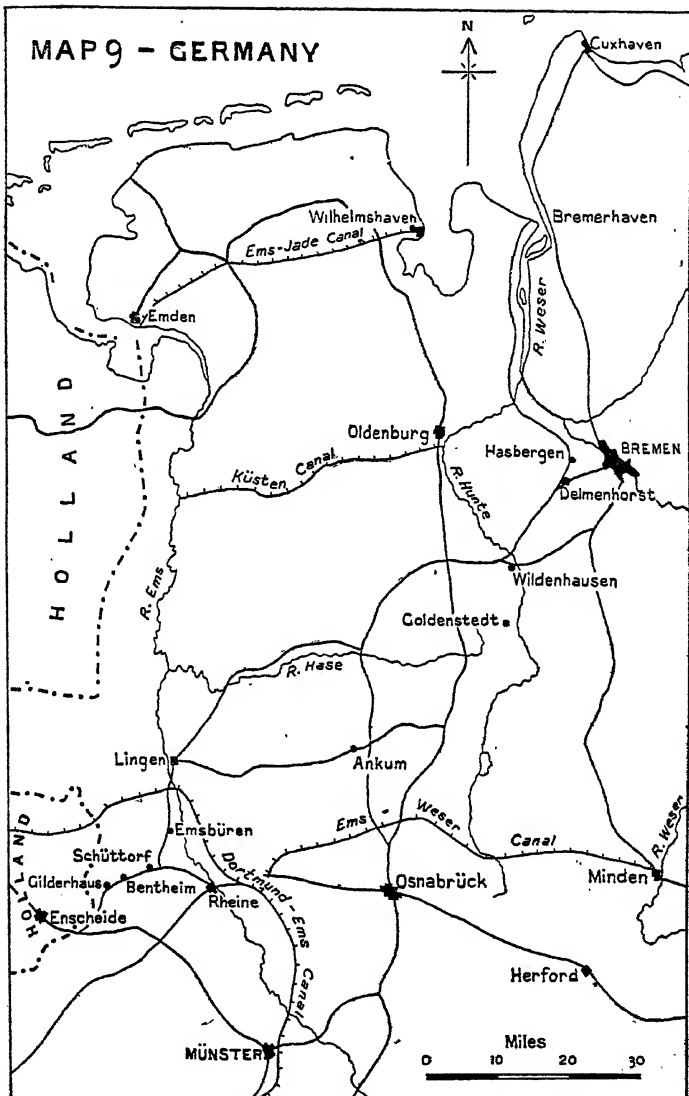 MAP 9 - GERMANY
N
Cuxhaven
Wilhelmshaven
Bremerhaven
Ems-Jade Canal
R. Weser
Emden
HOLLAND
Oldenburg
Hasbergen
BREMEN
Küsten Canal
R. Hunte
Delmenhorst
Wildenhausen
R. Ems
Goldenstedt
R. Hase
Lingen
Ankum
HOLLAND
Emsbüren
Ems Weser Canal
R. Weser
Schüttorf
Gilderhaus
Bentheim
Rheine
Dortmund-Ems Canal
Osnabrück
Minden
Enscheide
Herford
MÜNSTER
Miles
0 10 20 30